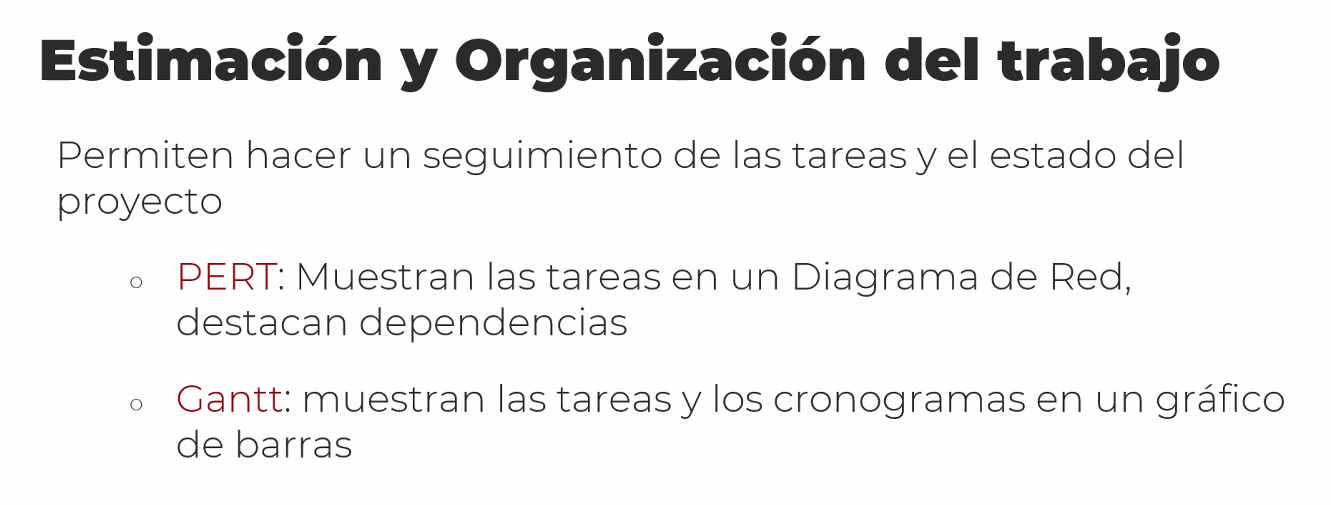 Estimación y Organización del trabajo
Permiten hacer un seguimiento de las tareas y el estado del
proyecto
○ PERT: Muestran las tareas en un Diagrama de Red,
destacan dependencias
○ Gantt: muestran las tareas y los cronogramas en un gráfico
de barras